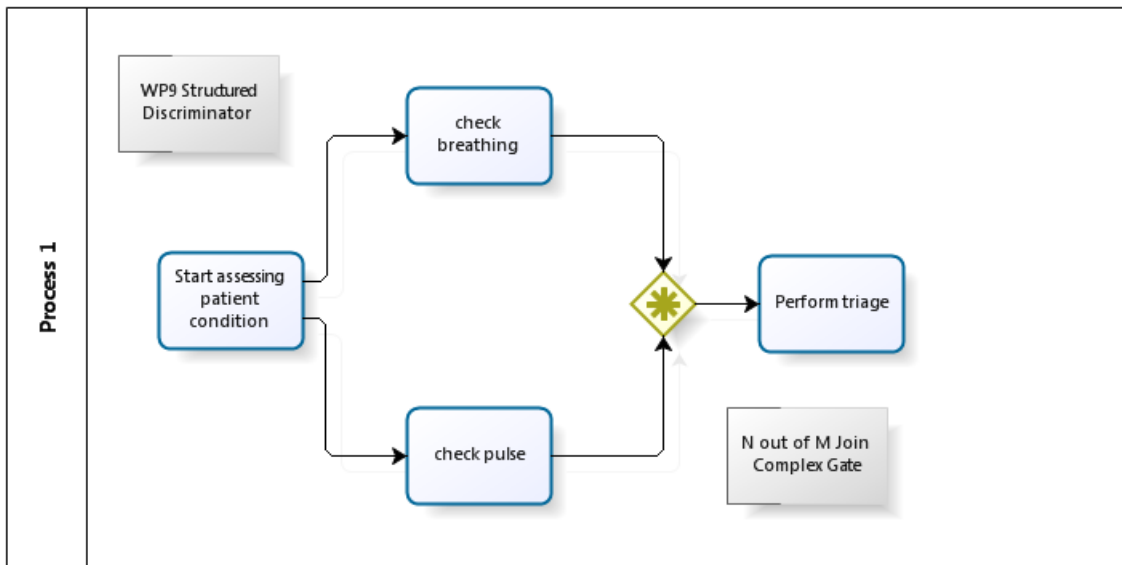 WP9 Structured
Discriminator
check
breathing
Process 1
Start assessing
patient
condition
Perform triage
check pulse
N out of M Join
Complex Gate